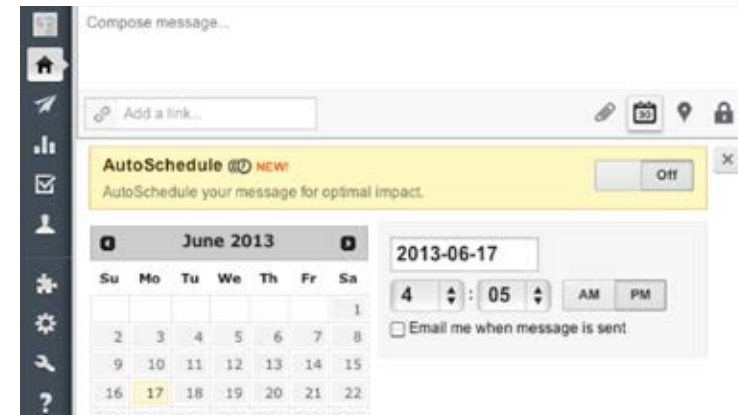 Compose message...
Add a link...
30
AutoSchedule NEW!
AutoSchedule your message for optimal impact.
Off
June 2013
Su Mo Tu We Th Fr Sa
1
2 3 4 5 6 7 8
9 10 11 12 13 14 15
16 17 18 19 20 21 22
2013-06-17
4 : 05 AM PM
Email me when message is sent
?